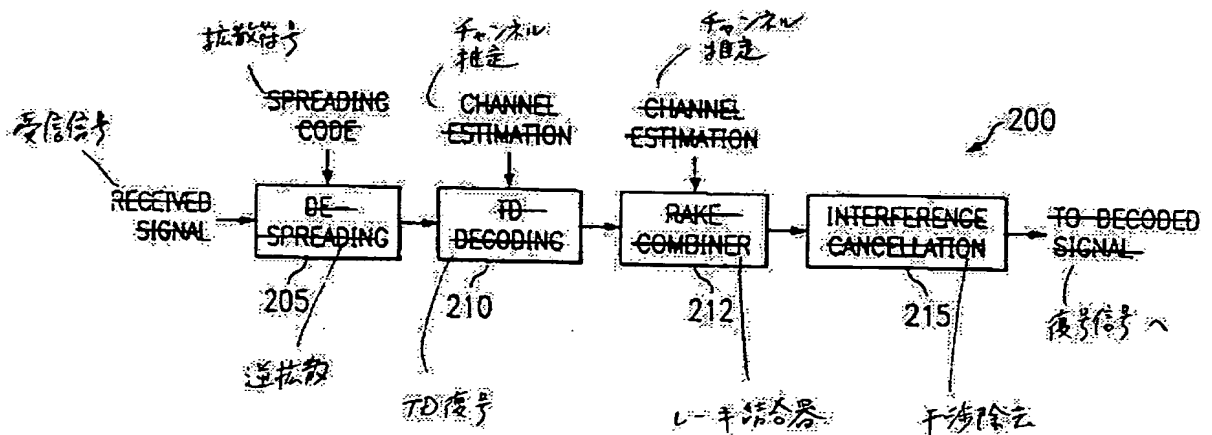 拡散符号
チャンネル
推定
チャンネル
推定
SPREADING
CODE
CHANNEL
ESTIMATION
CHANNEL
ESTIMATION
200
受信信号
RECEIVED
SIGNAL
DE-
SPREADING
TD
DECODING
RAKE
COMBINER
INTERFERENCE
CANCELLATION
TO DECODED
SIGNAL
205
210
212
215
復号信号へ
逆拡散
TD復号
レーキ結合器
干渉除去